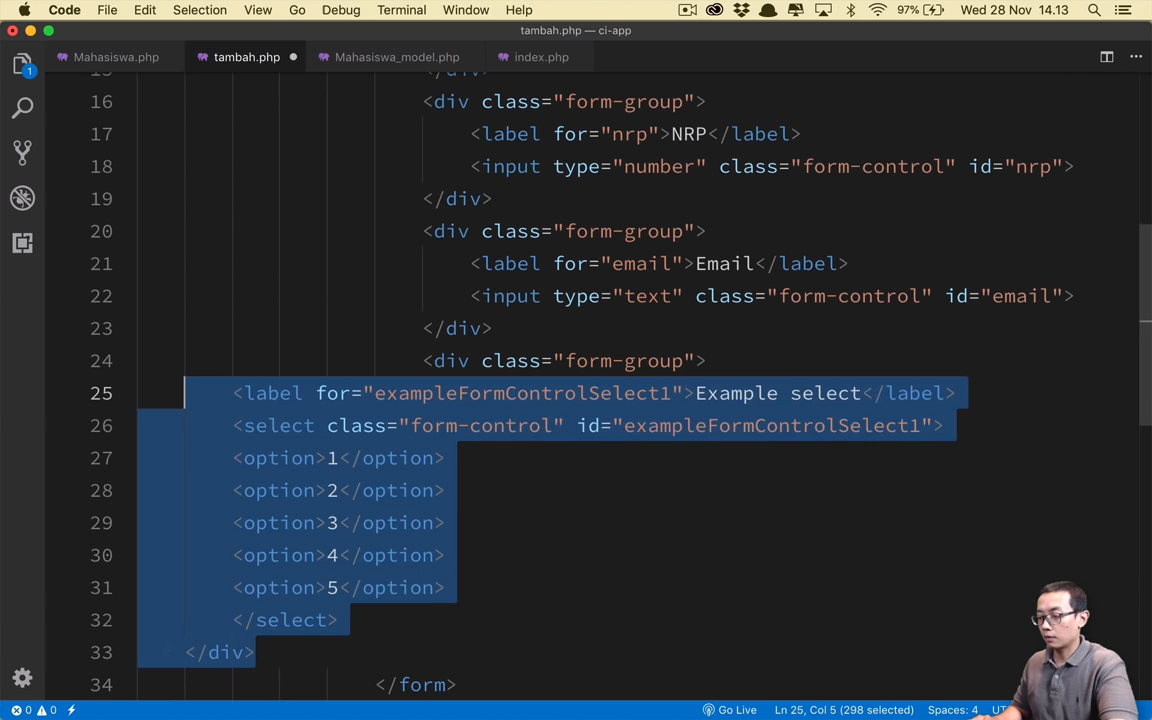 Code File Edit Selection View Go Debug Terminal Window Help 97% Wed 28 Nov 14.13
tambah.php — ci-app
Mahasiswa.php tambah.php Mahasiswa_model.php index.php
15 </div>
16 <div class="form-group">
17 <label for="nrp">NRP</label>
18 <input type="number" class="form-control" id="nrp">
19 </div>
20 <div class="form-group">
21 <label for="email">Email</label>
22 <input type="text" class="form-control" id="email">
23 </div>
24 <div class="form-group">
25 <label for="exampleFormControlSelect1">Example select</label>
26 <select class="form-control" id="exampleFormControlSelect1">
27 <option>1</option>
28 <option>2</option>
29 <option>3</option>
30 <option>4</option>
31 <option>5</option>
32 </select>
33 </div>
34 </form>
1
0 0 Go Live Ln 25, Col 5 (298 selected) Spaces: 4